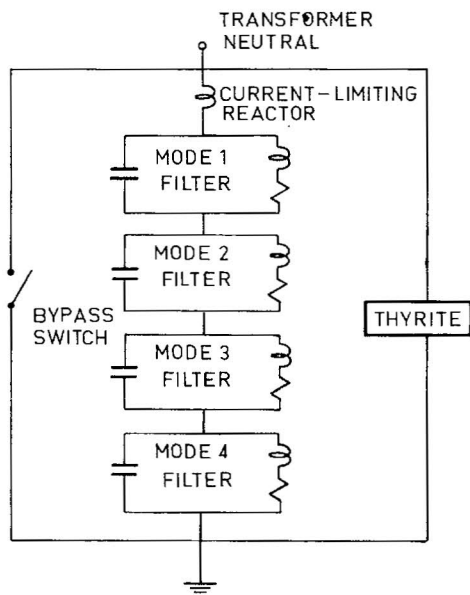 TRANSFORMER
NEUTRAL
CURRENT-LIMITING
REACTOR
MODE 1
FILTER
MODE 2
FILTER
BYPASS
SWITCH
THYRITE
MODE 3
FILTER
MODE 4
FILTER